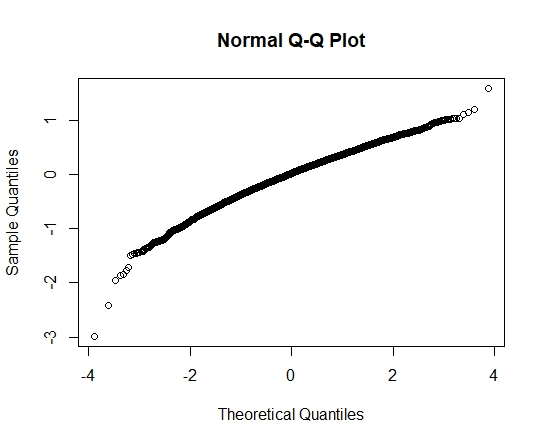 Normal Q-Q Plot
Sample Quantiles
1
0
-1
-2
-3
-4 -2 0 2 4
Theoretical Quantiles